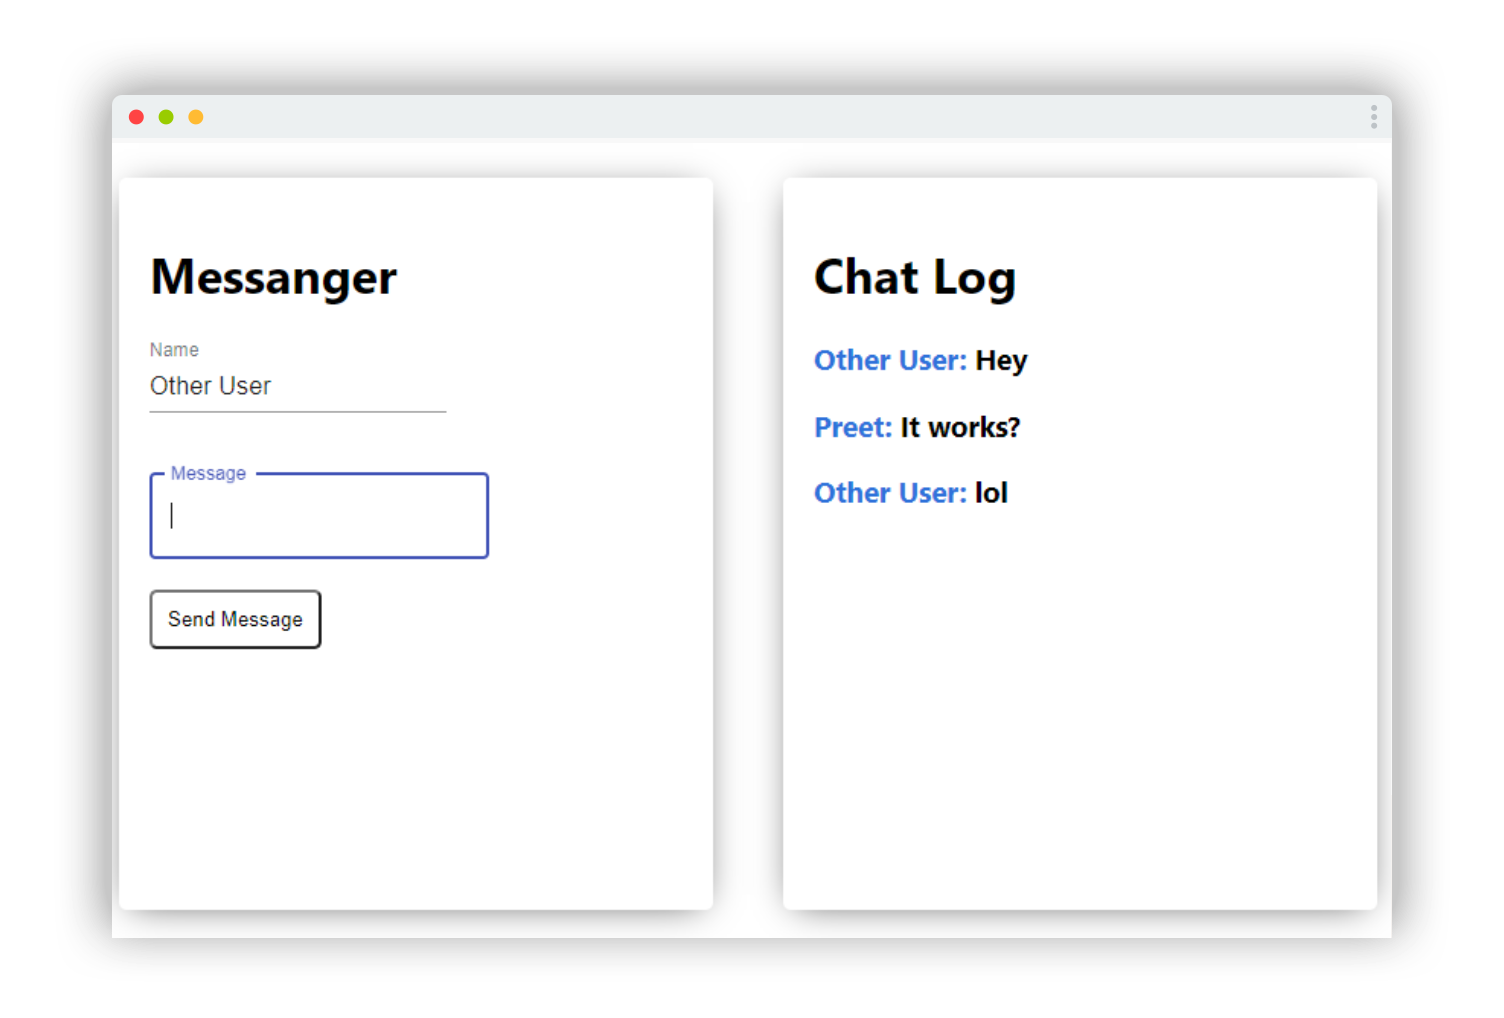 Messanger
Name
Other User
Message
Send Message
Chat Log
Other User: Hey
Preet: It works?
Other User: lol